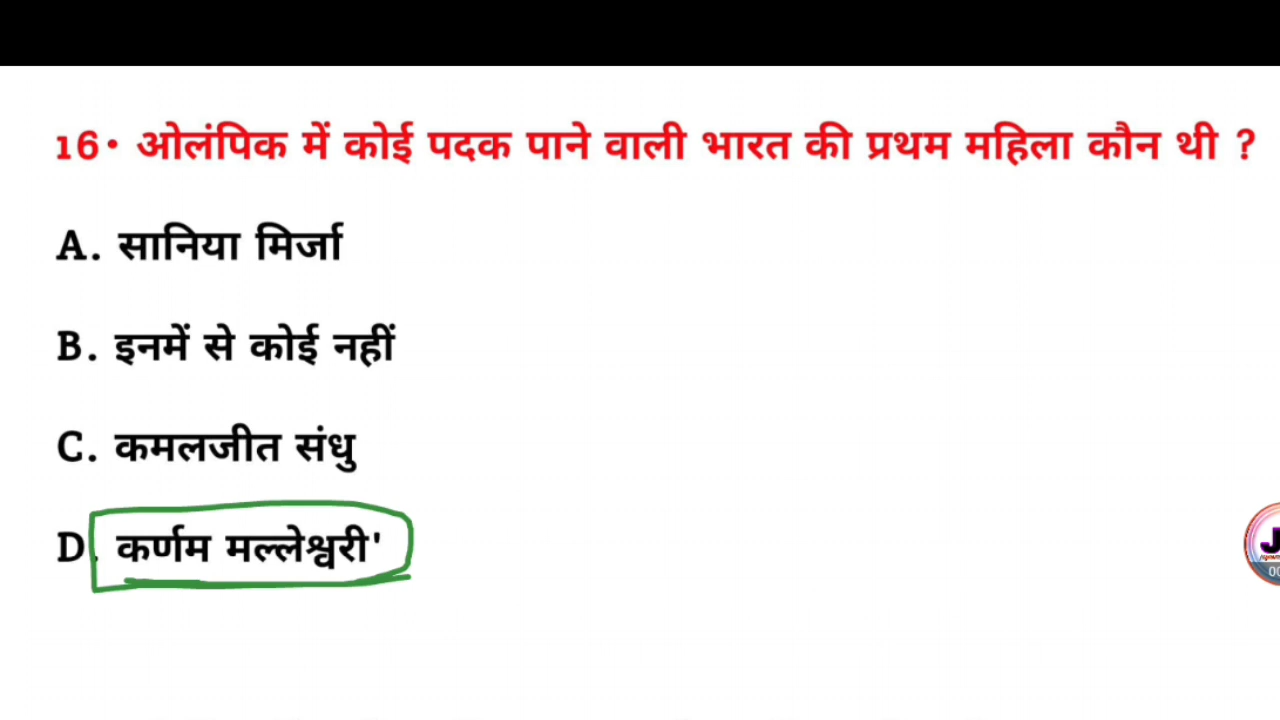 16• ओलंपिक में कोई पदक पाने वाली भारत की प्रथम महिला कौन थी ?
A. सानिया मिर्जा
B. इनमें से कोई नहीं
C. कमलजीत संधु
D. कर्णम मल्लेश्वरी'